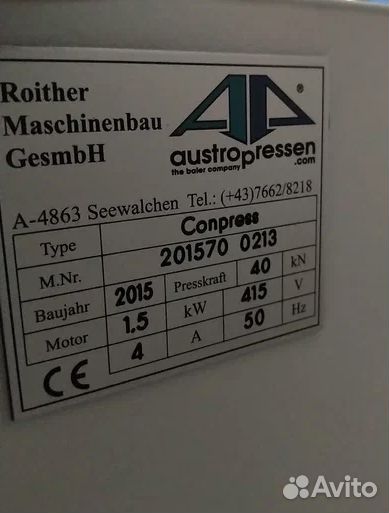 Roither
Maschinenbau
GesmbH
®
austropressen
the baler company .com
A-4863 Seewalchen Tel.: (+43)7662/8218
Type Conpress
M.Nr. 201570 0213
Baujahr 2015 Presskraft 40 kN
Motor 1.5 kW 415 V
4 A 50 Hz
CE
Avito